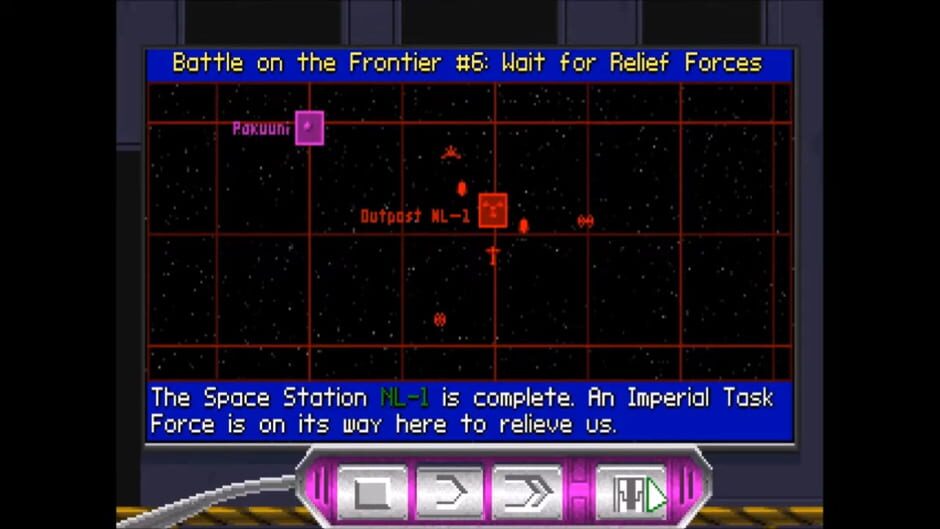 Battle on the Frontier #6: Wait for Relief Forces
Pakuuni
Outpost NL-1
The Space Station NL-1 is complete. An Imperial Task
Force is on its way here to relieve us.